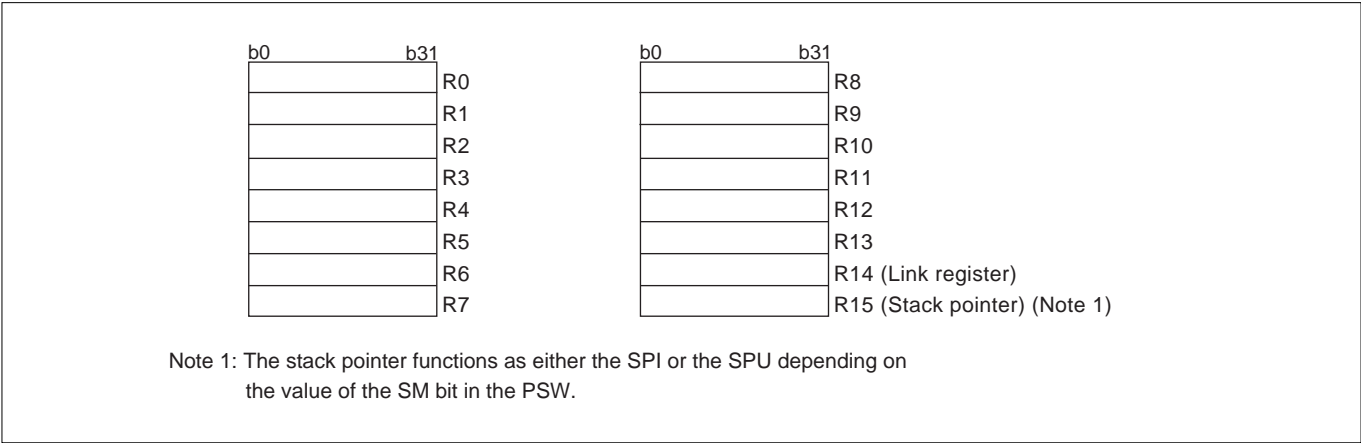 b0 b31
R0
R1
R2
R3
R4
R5
R6
R7
b0 b31
R8
R9
R10
R11
R12
R13
R14 (Link register)
R15 (Stack pointer) (Note 1)
Note 1: The stack pointer functions as either the SPI or the SPU depending on
the value of the SM bit in the PSW.